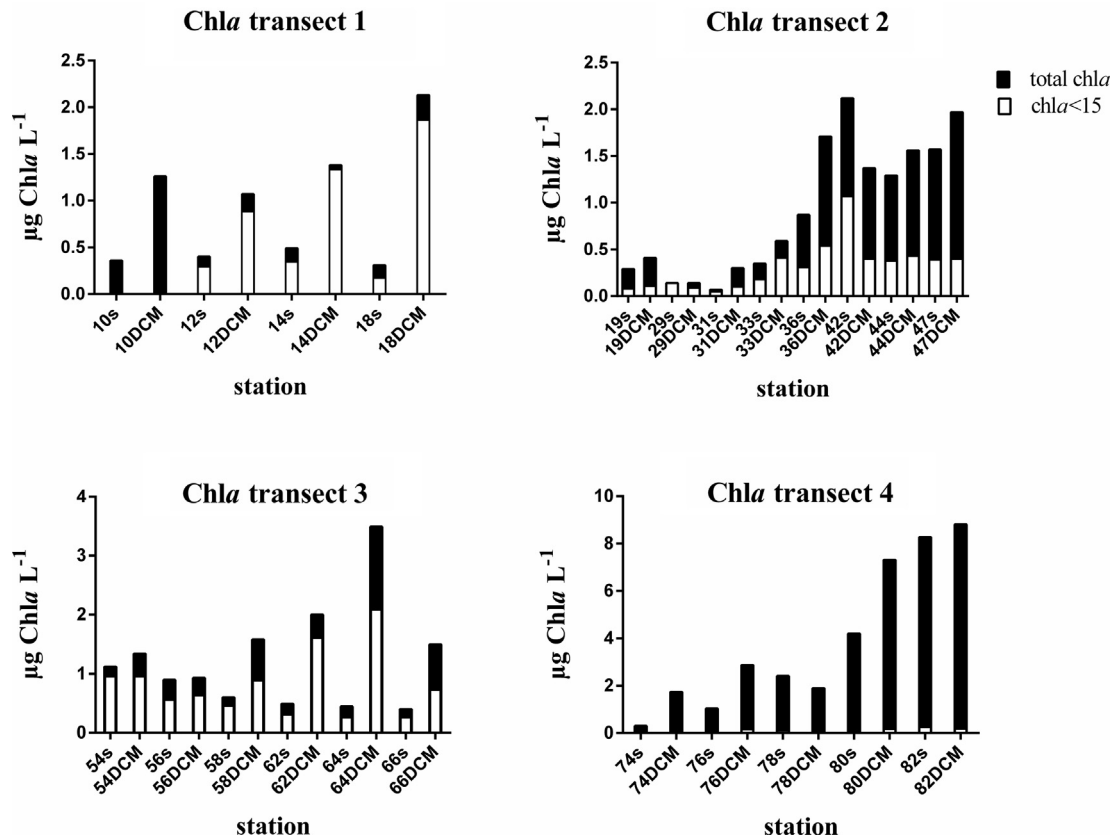 Chla transect 1
μg Chla L⁻¹
2.5
2.0
1.5
1.0
0.5
0.0
10s
10DCM
12s
12DCM
14s
14DCM
18s
18DCM
station
Chla transect 2
μg Chla L⁻¹
2.5
2.0
1.5
1.0
0.5
0.0
19s
19DCM
29s
29DCM
31s
31DCM
33s
33DCM
36s
36DCM
42s
42DCM
44s
44DCM
47s
47DCM
station
total chla
chla<15
Chla transect 3
μg Chla L⁻¹
4
3
2
1
0
54s
54DCM
56s
56DCM
58s
58DCM
62s
62DCM
64s
64DCM
66s
66DCM
station
Chla transect 4
μg Chla L⁻¹
10
8
6
4
2
0
74s
74DCM
76s
76DCM
78s
78DCM
80s
80DCM
82s
82DCM
station